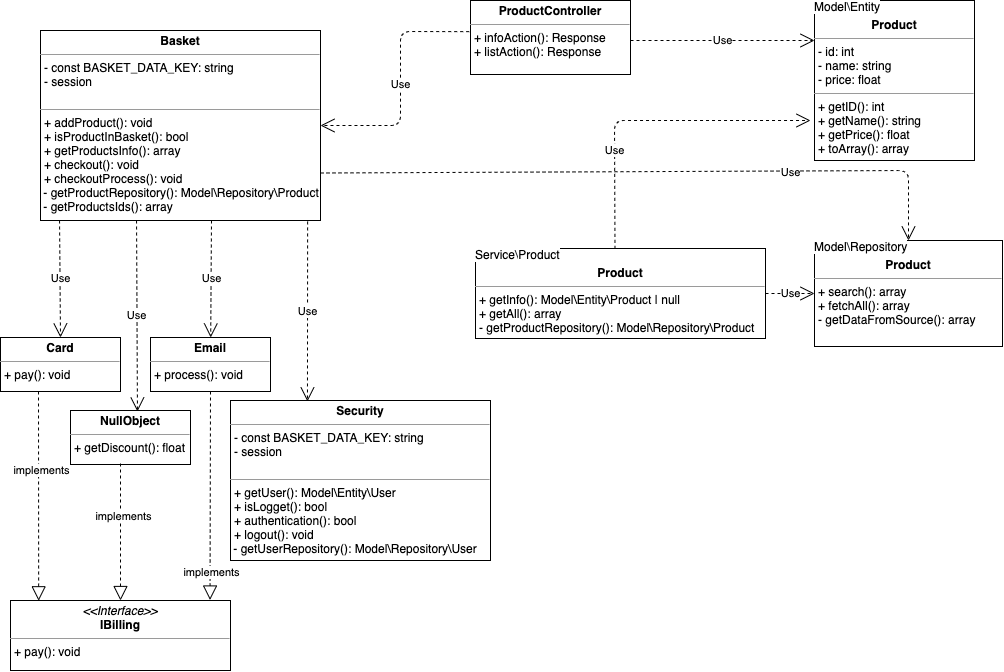 ProductController
+ infoAction(): Response
+ listAction(): Response
Model\Entity
Product
- id: int
- name: string
- price: float
+ getID(): int
+ getName(): string
+ getPrice(): float
+ toArray(): array
Basket
- const BASKET_DATA_KEY: string
- session
+ addProduct(): void
+ isProductInBasket(): bool
+ getProductsInfo(): array
+ checkout(): void
+ checkoutProcess(): void
- getProductRepository(): Model\Repository\Product
- getProductsIds(): array
Use
Use
Use
Use
Service\Product
Product
+ getInfo(): Model\Entity\Product | null
+ getAll(): array
- getProductRepository(): Model\Repository\Product
Use
Model\Repository
Product
+ search(): array
+ fetchAll(): array
- getDataFromSource(): array
Use
Use
Use
Use
Card
+ pay(): void
Email
+ process(): void
NullObject
+ getDiscount(): float
Security
- const BASKET_DATA_KEY: string
- session
+ getUser(): Model\Entity\User
+ isLogget(): bool
+ authentication(): bool
+ logout(): void
- getUserRepository(): Model\Repository\User
implements
implements
implements
<<Interface>>
IBilling
+ pay(): void